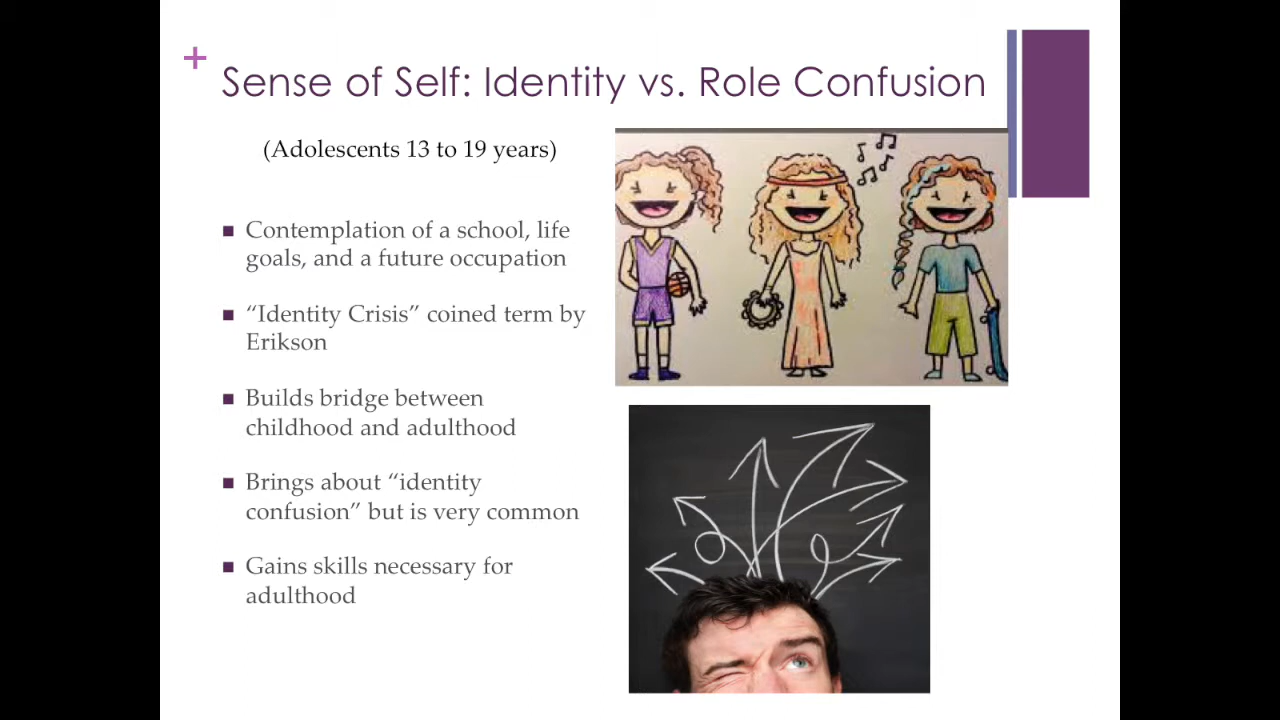 +
Sense of Self: Identity vs. Role Confusion
(Adolescents 13 to 19 years)
■ Contemplation of a school, life
goals, and a future occupation
■ “Identity Crisis” coined term by
Erikson
■ Builds bridge between
childhood and adulthood
■ Brings about “identity
confusion” but is very common
■ Gains skills necessary for
adulthood